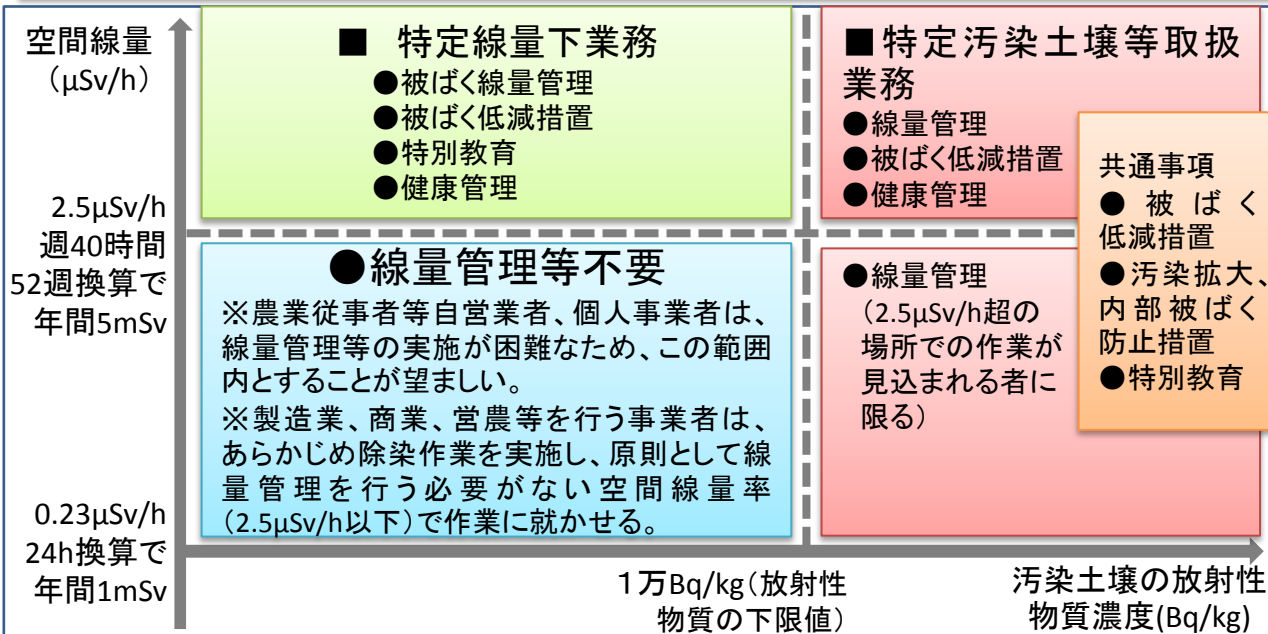 空間線量
(μSv/h)
2.5μSv/h
週40時間
52週換算で
年間5mSv
0.23μSv/h
24h換算で
年間1mSv
■ 特定線量下業務
●被ばく線量管理
●被ばく低減措置
●特別教育
●健康管理
■特定汚染土壌等取扱
業務
●線量管理
●被ばく低減措置
●健康管理
共通事項
●被ばく
低減措置
●汚染拡大、
内部被ばく
防止措置
●特別教育
●線量管理等不要
※農業従事者等自営業者、個人事業者は、
線量管理等の実施が困難なため、この範囲
内とすることが望ましい。
※製造業、商業、営農等を行う事業者は、
あらかじめ除染作業を実施し、原則として線
量管理を行う必要がない空間線量率
(2.5μSv/h以下)で作業に就かせる。
●線量管理
(2.5μSv/h超の
場所での作業が
見込まれる者に
限る)
1万Bq/kg(放射性
物質の下限値)
汚染土壌の放射性
物質濃度(Bq/kg)